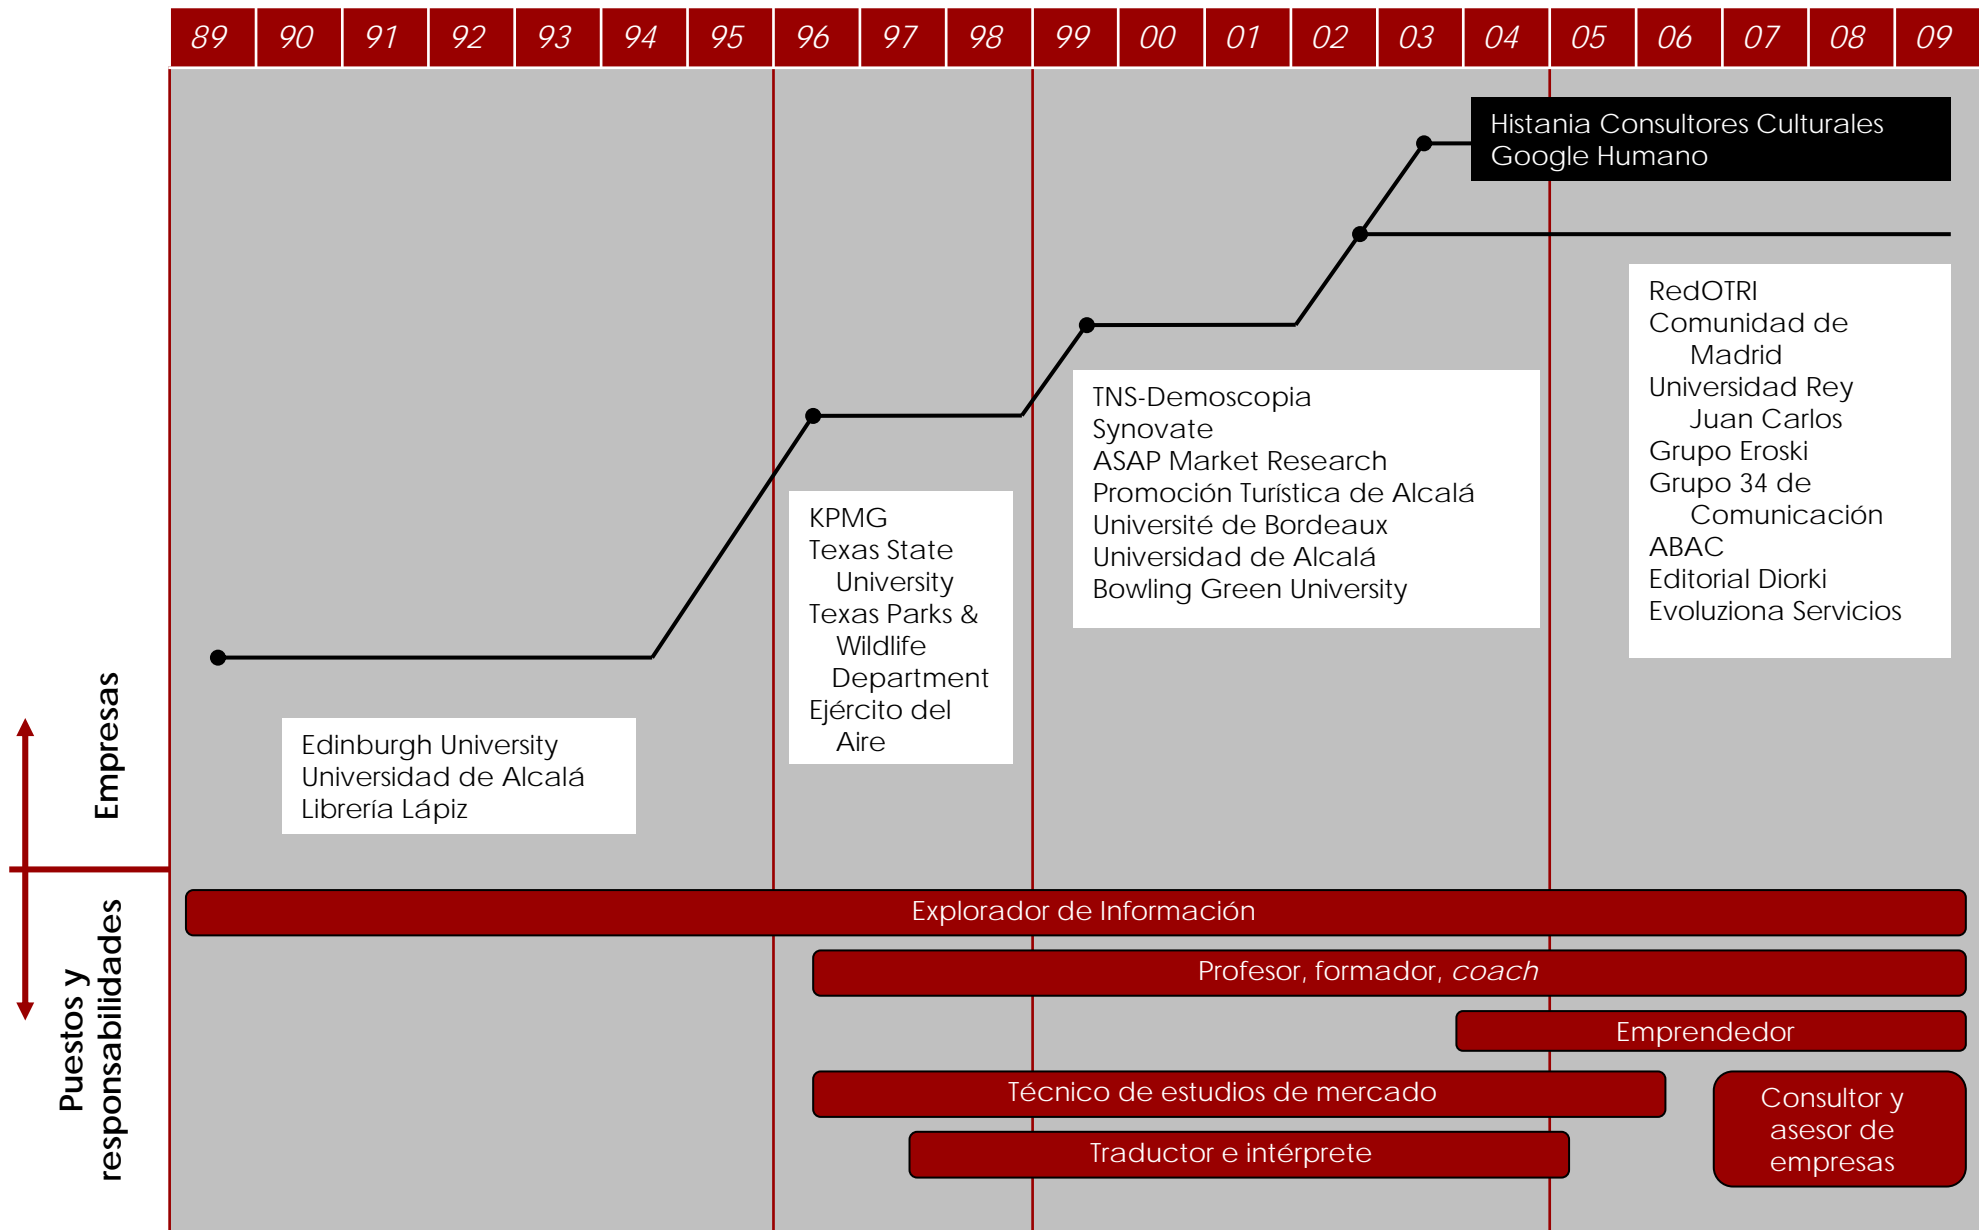 89 90 91 92 93 94 95 96 97 98 99 00 01 02 03 04 05 06 07 08 09
Histania Consultores Culturales
Google Humano
RedOTRI
Comunidad de
Madrid
Universidad Rey
Juan Carlos
Grupo Eroski
Grupo 34 de
Comunicación
ABAC
Editorial Diorki
Evoluziona Servicios
TNS-Demoscopia
Synovate
ASAP Market Research
Promoción Turística de Alcalá
Université de Bordeaux
Universidad de Alcalá
Bowling Green University
KPMG
Texas State
University
Texas Parks &
Wildlife
Department
Ejército del
Aire
Edinburgh University
Universidad de Alcalá
Librería Lápiz
Empresas
Puestos y
responsabilidades
Explorador de Información
Profesor, formador, coach
Emprendedor
Técnico de estudios de mercado
Traductor e intérprete
Consultor y
asesor de
empresas